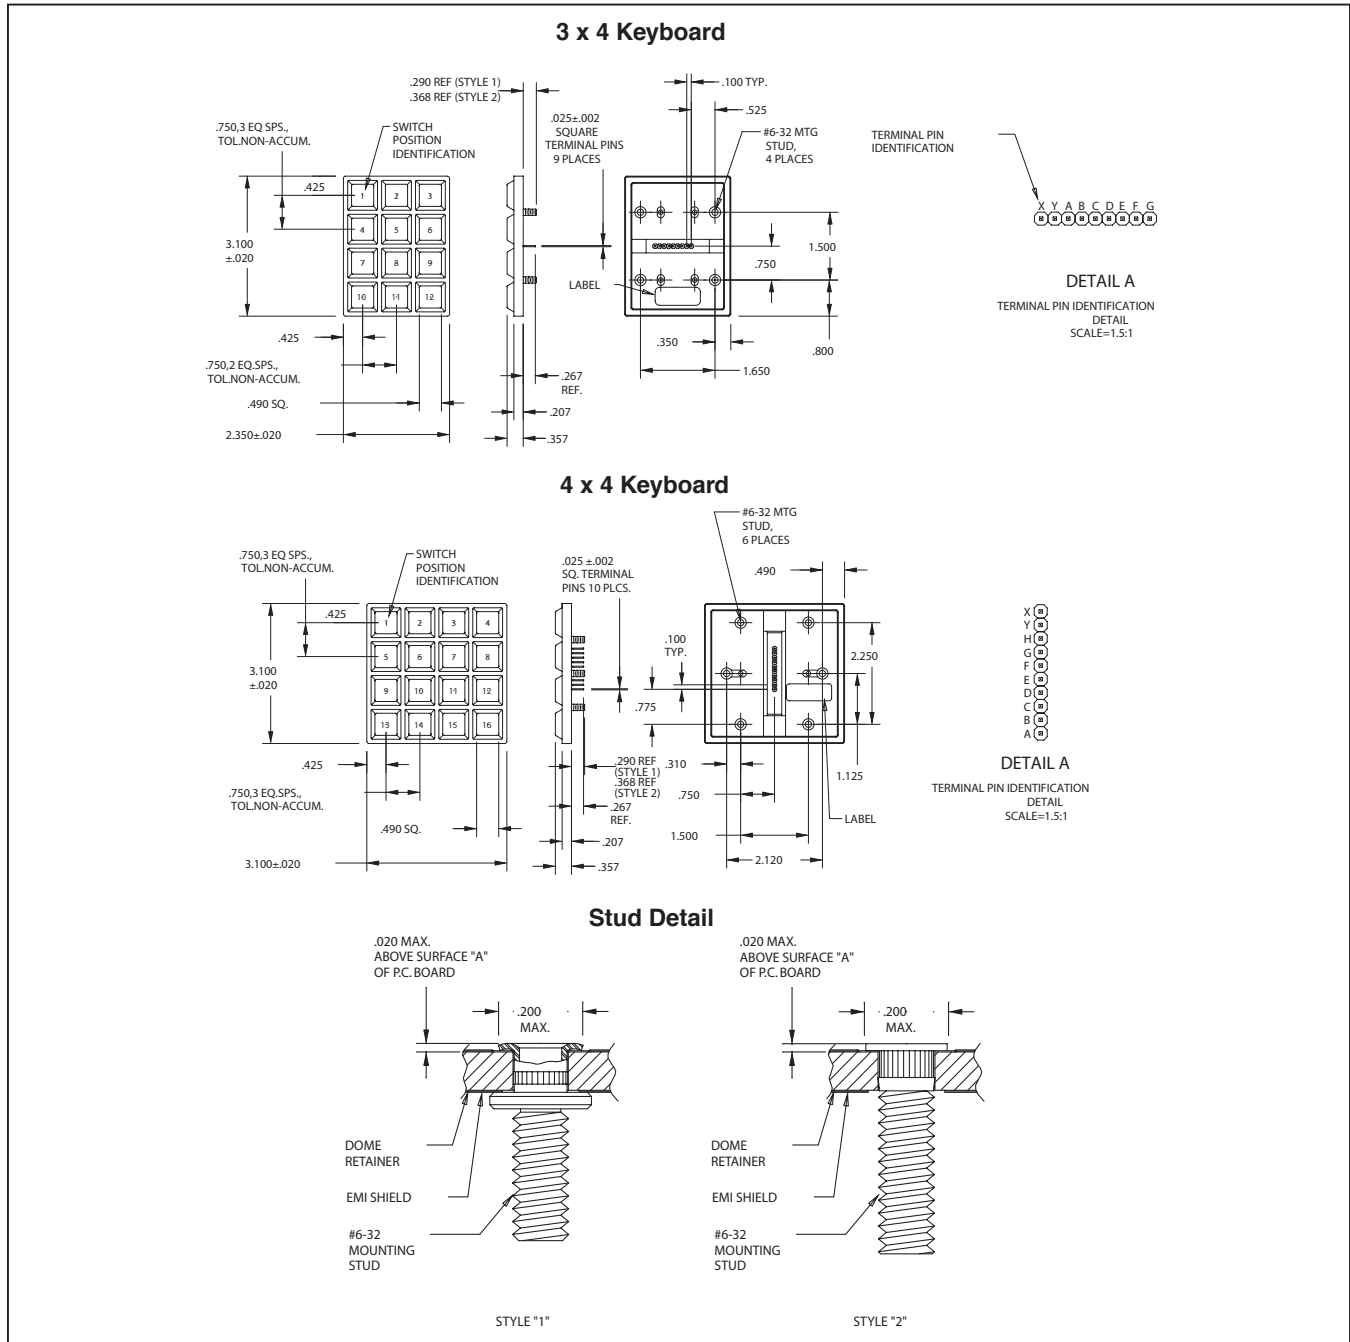 3 x 4 Keyboard
.290 REF (STYLE 1)
.368 REF (STYLE 2)
.100 TYP.
.525
.750,3 EQ SPS.,
TOL.NON-ACCUM.
SWITCH
POSITION
IDENTIFICATION
.025±.002
SQUARE
TERMINAL PINS
9 PLACES
#6-32 MTG
STUD,
4 PLACES
TERMINAL PIN
IDENTIFICATION
.425
1 2 3
4 5 6
7 8 9
10 11 12
3.100
±.020
X Y A B C D E F G
1.500
.750
LABEL
DETAIL A
TERMINAL PIN IDENTIFICATION
DETAIL
SCALE=1.5:1
.425
.350
.800
.750,2 EQ.SPS.,
TOL.NON-ACCUM.
.267
REF.
1.650
.490 SQ.
.207
2.350±.020
.357
4 x 4 Keyboard
#6-32 MTG
STUD,
6 PLACES
.750,3 EQ SPS.,
TOL.NON-ACCUM.
SWITCH
POSITION
IDENTIFICATION
.025 ±.002
SQ. TERMINAL
PINS 10 PLCS.
.490
.425
1 2 3 4
5 6 7 8
9 10 11 12
13 14 15 16
3.100
±.020
.100
TYP.
2.250
.775
X
Y
H
G
F
E
D
C
B
A
.425
.290 REF
(STYLE 1)
.368 REF
(STYLE 2)
.310
1.125
DETAIL A
TERMINAL PIN IDENTIFICATION
DETAIL
SCALE=1.5:1
.750,3 EQ.SPS.,
TOL.NON-ACCUM.
.750
.267
REF.
LABEL
.490 SQ.
1.500
.207
3.100±.020
.357
2.120
Stud Detail
.020 MAX.
ABOVE SURFACE "A"
OF P.C. BOARD
.200
MAX.
DOME
RETAINER
EMI SHIELD
#6-32
MOUNTING
STUD
STYLE "1"
.020 MAX.
ABOVE SURFACE "A"
OF P.C. BOARD
.200
MAX.
DOME
RETAINER
EMI SHIELD
#6-32
MOUNTING
STUD
STYLE "2"